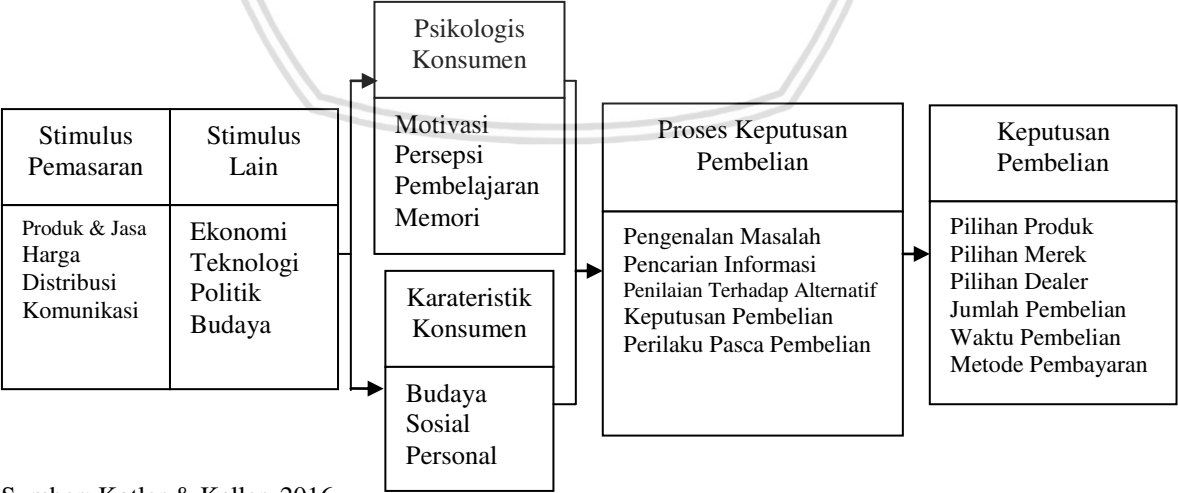 Stimulus
Pemasaran
Produk & Jasa
Harga
Distribusi
Komunikasi
Stimulus
Lain
Ekonomi
Teknologi
Politik
Budaya
Psikologis
Konsumen
Motivasi
Persepsi
Pembelajaran
Memori
Karateristik
Konsumen
Budaya
Sosial
Personal
Proses Keputusan
Pembelian
Pengenalan Masalah
Pencarian Informasi
Penilaian Terhadap Alternatif
Keputusan Pembelian
Perilaku Pasca Pembelian
Keputusan
Pembelian
Pilihan Produk
Pilihan Merek
Pilihan Dealer
Jumlah Pembelian
Waktu Pembelian
Metode Pembayaran
Sumber: Kotler & Keller, 2016